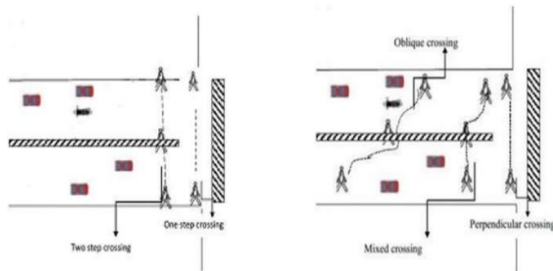 Oblique crossing
One-step crossing
Two step crossing
Perpendicular crossing
Mixed crossing